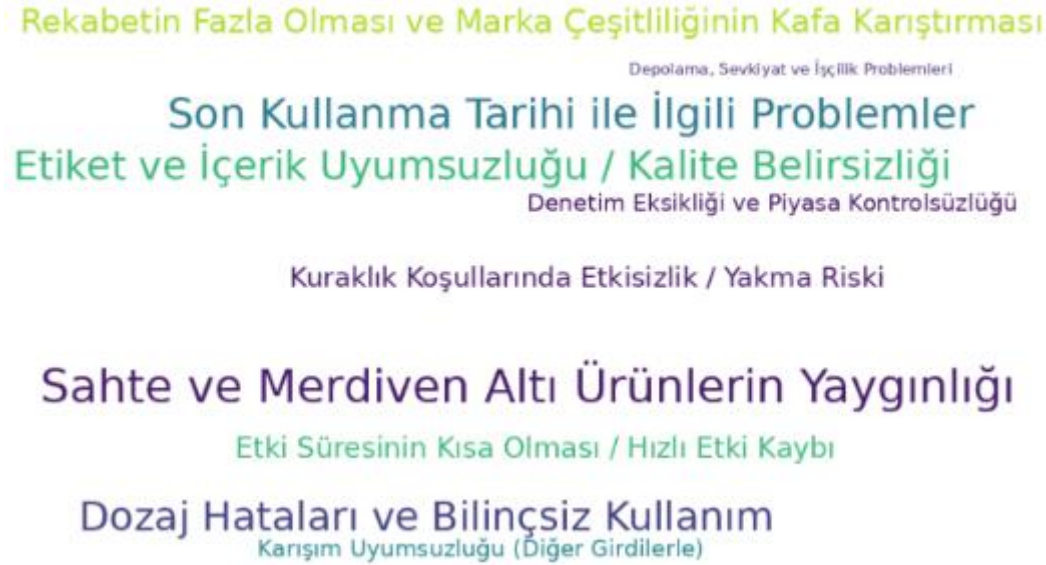 Rekabetin Fazla Olması ve Marka Çeşitliliğinin Kafa Karıştırması
Depolama, Sevkiyat ve İşçilik Problemleri
Son Kullanma Tarihi ile İlgili Problemler
Etiket ve İçerik Uyumsuzluğu / Kalite Belirsizliği
Denetim Eksikliği ve Piyasa Kontrolsüzlüğü
Kuraklık Koşullarında Etkisizlik / Yakma Riski
Sahte ve Merdiven Altı Ürünlerin Yaygınlığı
Etki Süresinin Kısa Olması / Hızlı Etki Kaybı
Dozaj Hataları ve Bilinçsiz Kullanım
Karışım Uyumsuzluğu (Diğer Girdilerle)